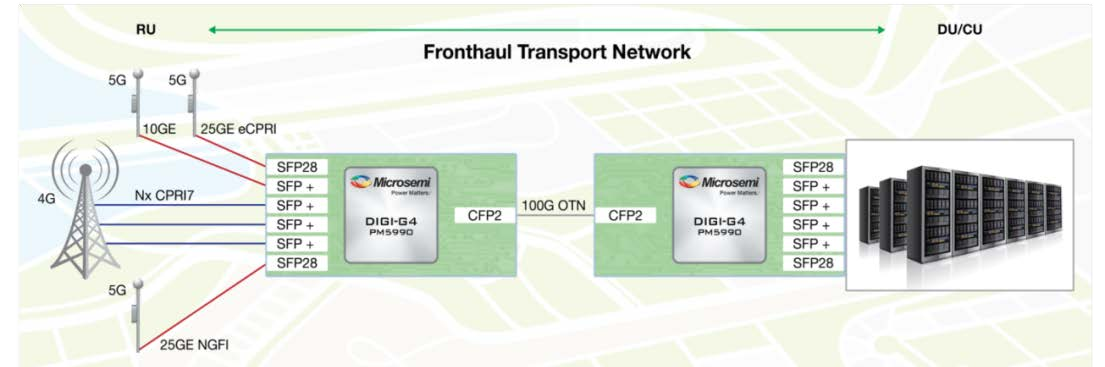 RU
DU/CU
Fronthaul Transport Network
5G
5G
10GE
25GE eCPRI
4G
Nx CPRI7
SFP28
SFP +
SFP +
SFP +
SFP +
SFP28
Microsemi
Power Matters.
DIGI-G4
PM5990
CFP2
100G OTN
CFP2
Microsemi
Power Matters.
DIGI-G4
PM5990
SFP28
SFP +
SFP +
SFP +
SFP +
SFP28
5G
25GE NGFI